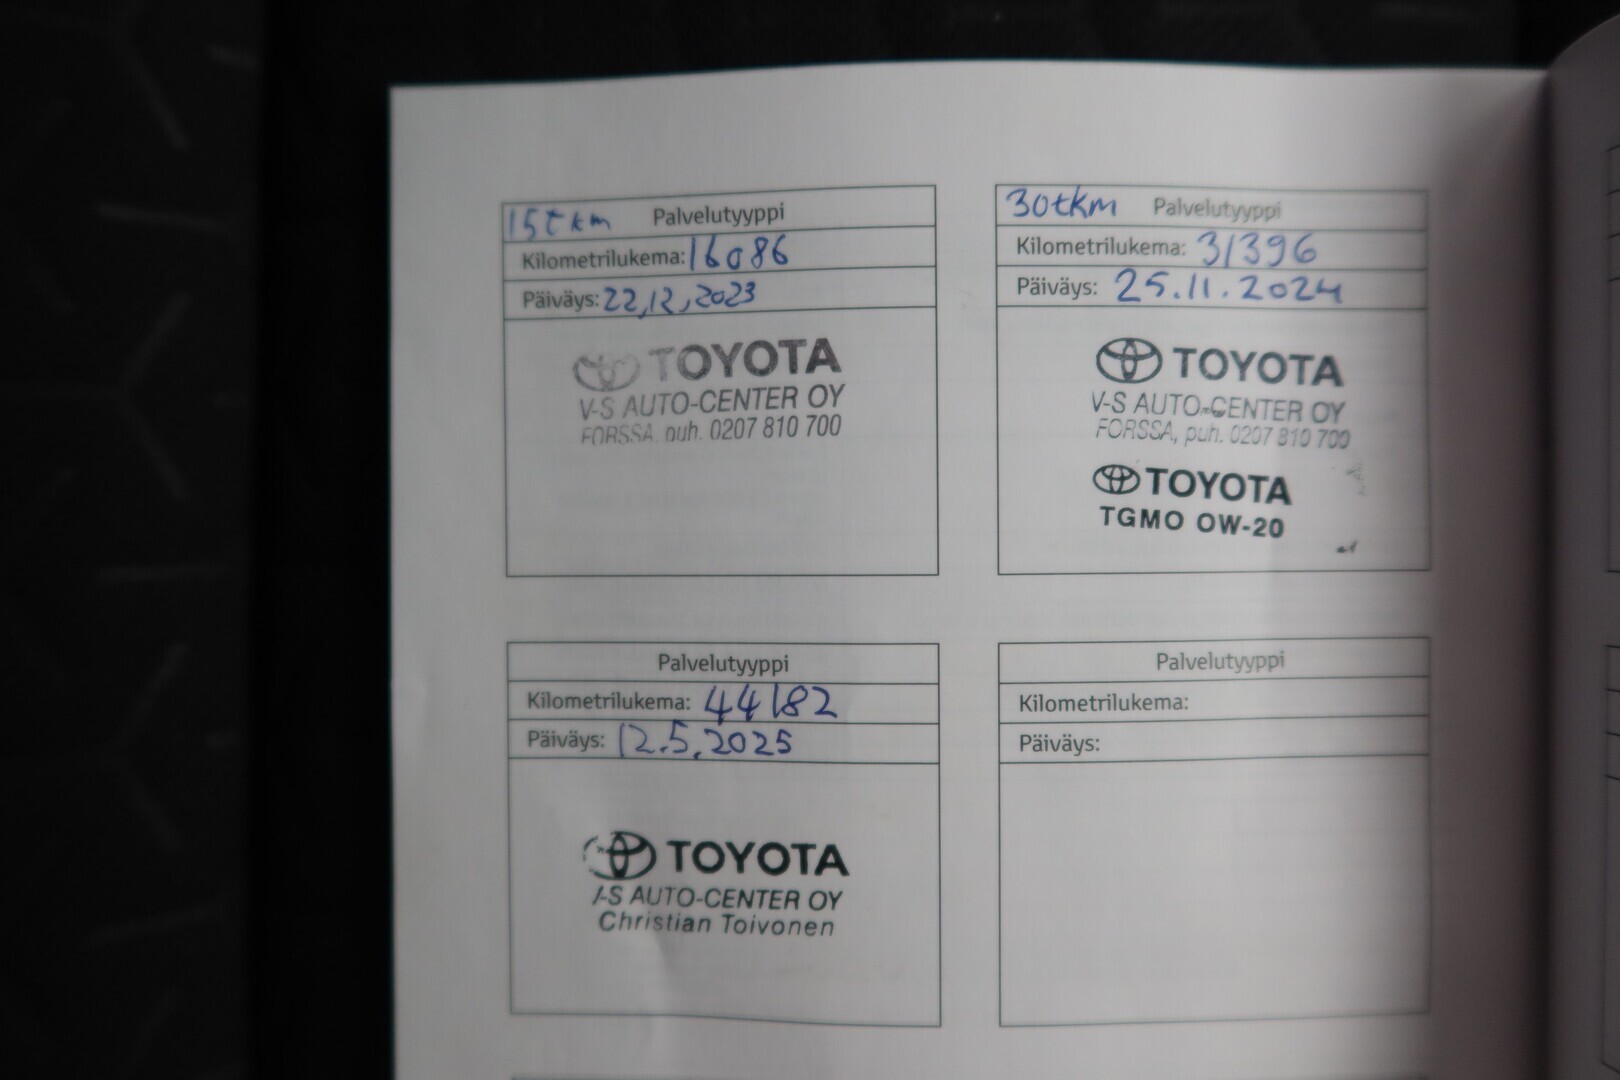 15tkm Palvelutyyppi
Kilometrilukema: 16086
Päiväys: 22,12,2023
TOYOTA
V-S AUTO-CENTER OY
FORSSA, puh. 0207 810 700
30tkm Palvelutyyppi
Kilometrilukema: 31396
Päiväys: 25.11.2024
TOYOTA
V-S AUTO-CENTER OY
FORSSA, puh. 0207 810 700
TOYOTA
TGMO 0W-20
Palvelutyyppi
Kilometrilukema: 44182
Päiväys: 12.5.2025
TOYOTA
V-S AUTO-CENTER OY
Christian Toivonen
Palvelutyyppi
Kilometrilukema:
Päiväys: